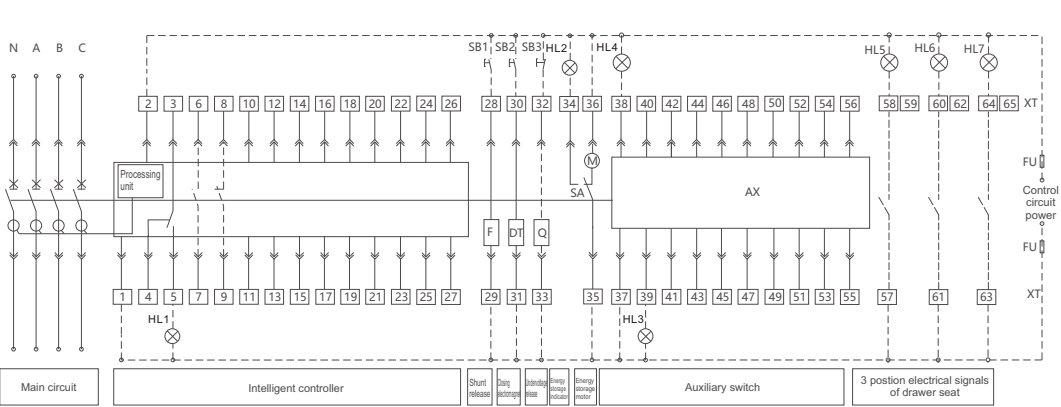 N A B C
SB1 SB2 SB3 HL2 HL4 HL5 HL6 HL7
2 3 6 8 10 12 14 16 18 20 22 24 26 28 30 32 34 36 38 40 42 44 46 48 50 52 54 56 58 59 60 62 64 65 XT
Processing
unit
M
SA
AX
F DT Q
FU
Control
circuit
power
FU
1 4 5 7 9 11 13 15 17 19 21 23 25 27 29 31 33 35 37 39 41 43 45 47 49 51 53 55 57 61 63 XT
HL1 HL3
Main circuit
Intelligent controller
Shunt
release
Closing
electromagnet
Undervoltage
release
Energy
storage
indicator
Energy
storage
motor
Auxiliary switch
3 postion electrical signals
of drawer seat